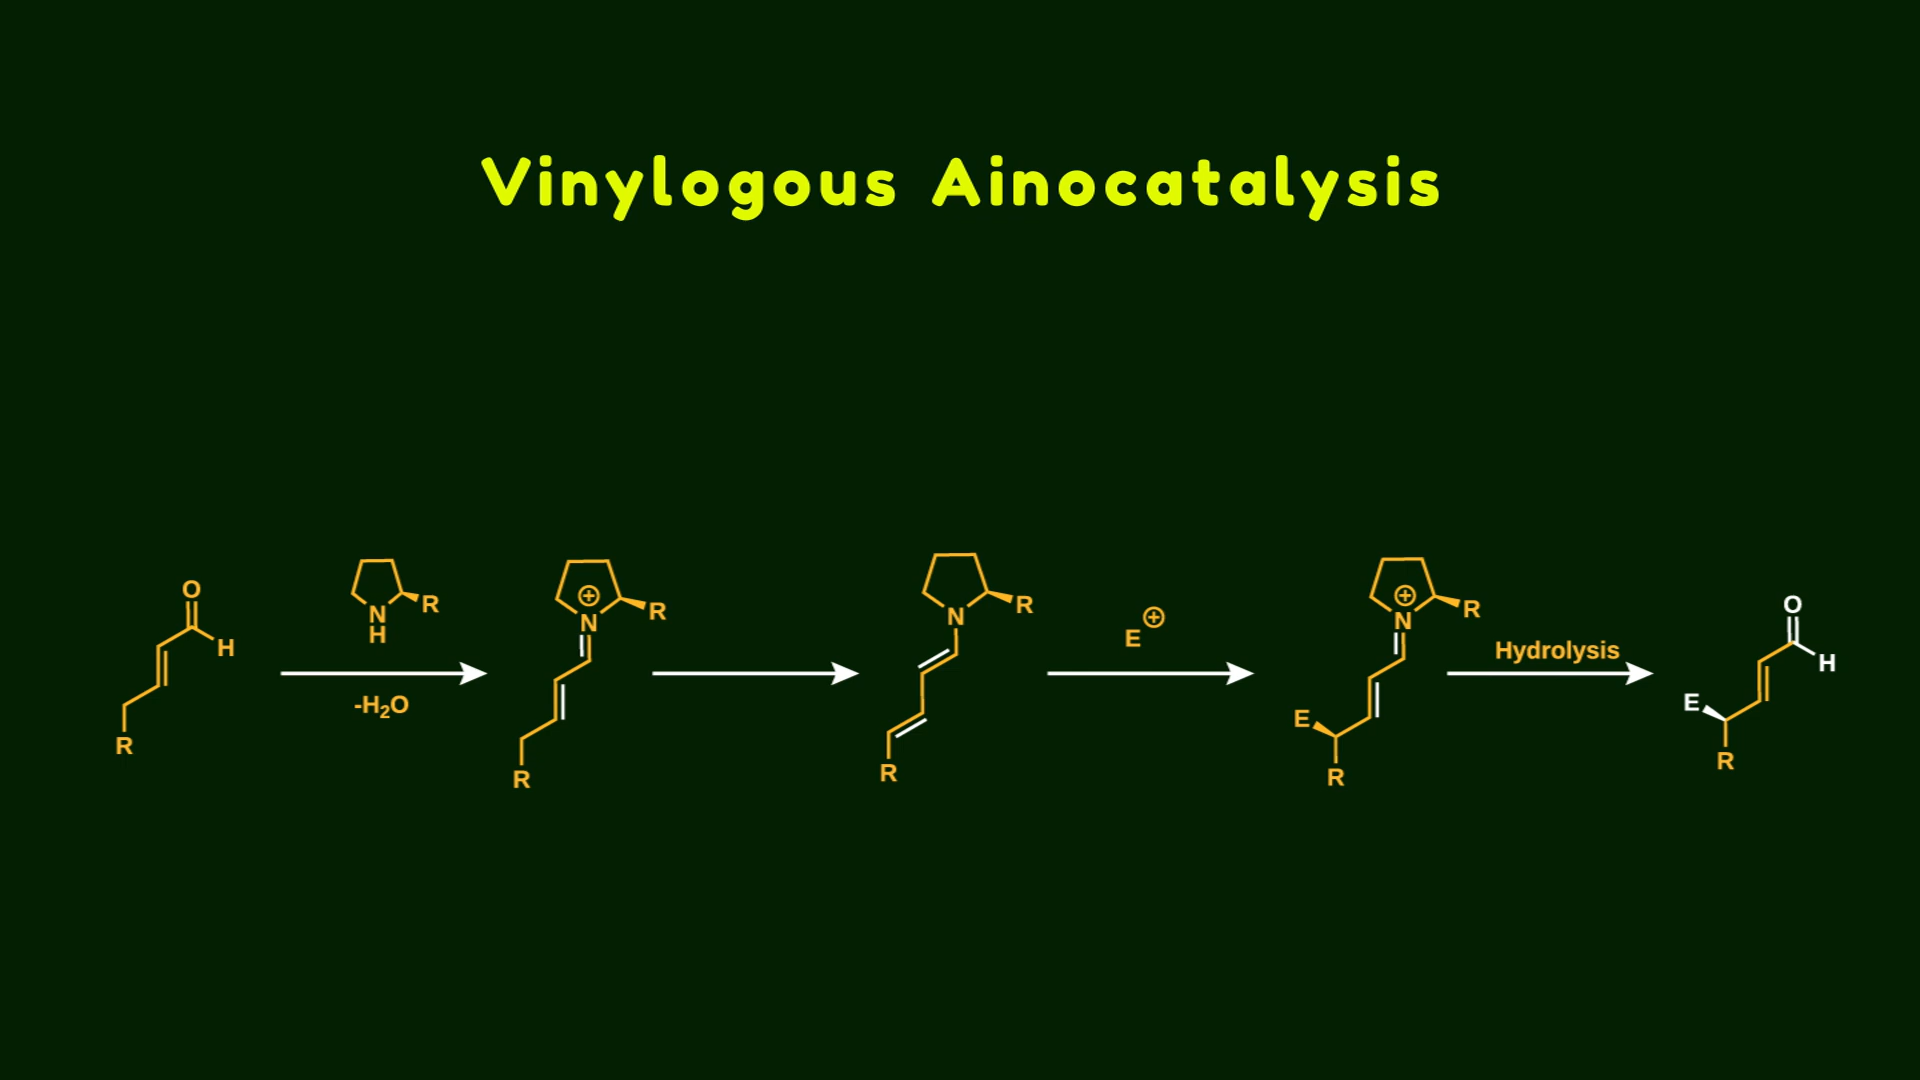 Vinylogous Ainocatalysis
O
H
R
N
H
R
-H₂O
⊕
N
R
R
N
R
R
E⊕
⊕
N
R
E
R
Hydrolysis
O
H
E
R